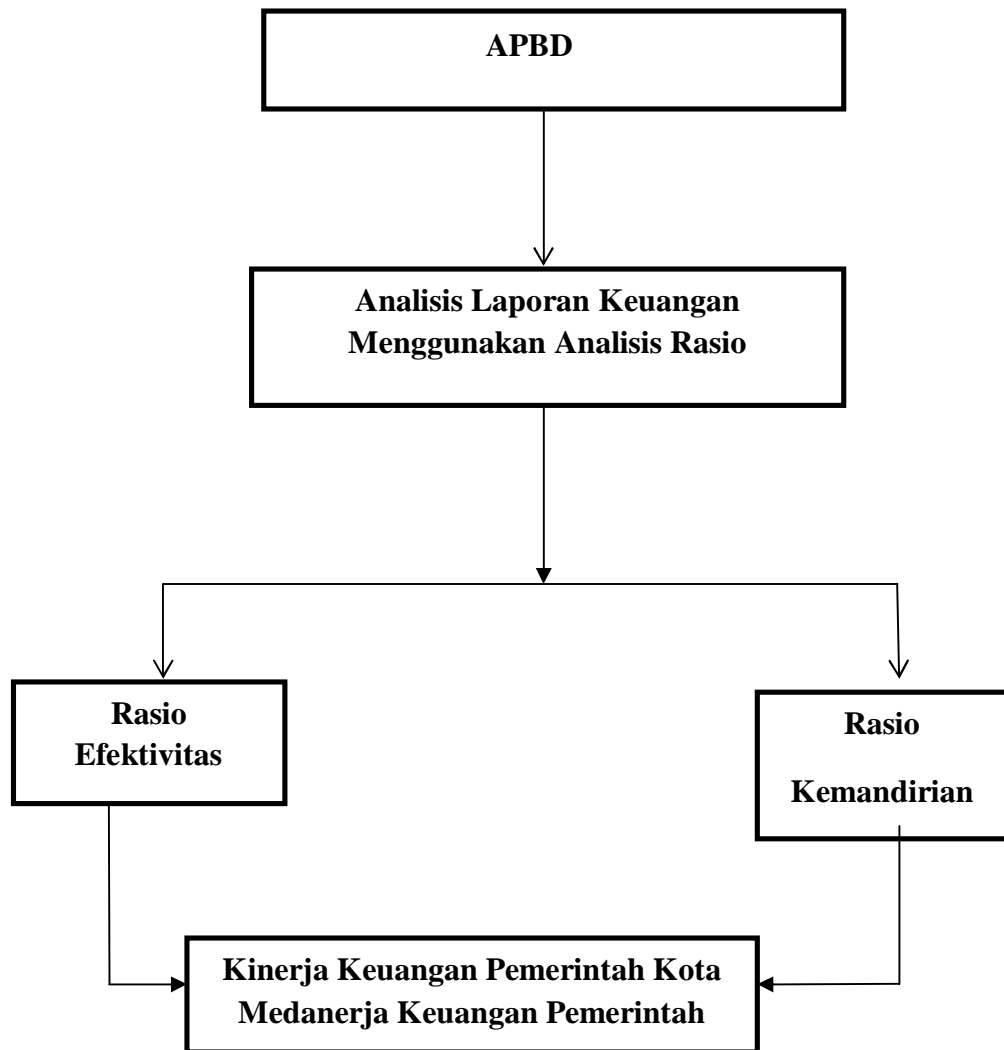 APBD
Analisis Laporan Keuangan
Menggunakan Analisis Rasio
Rasio
Efektivitas
Rasio
Kemandirian
Kinerja Keuangan Pemerintah Kota
Medanerja Keuangan Pemerintah